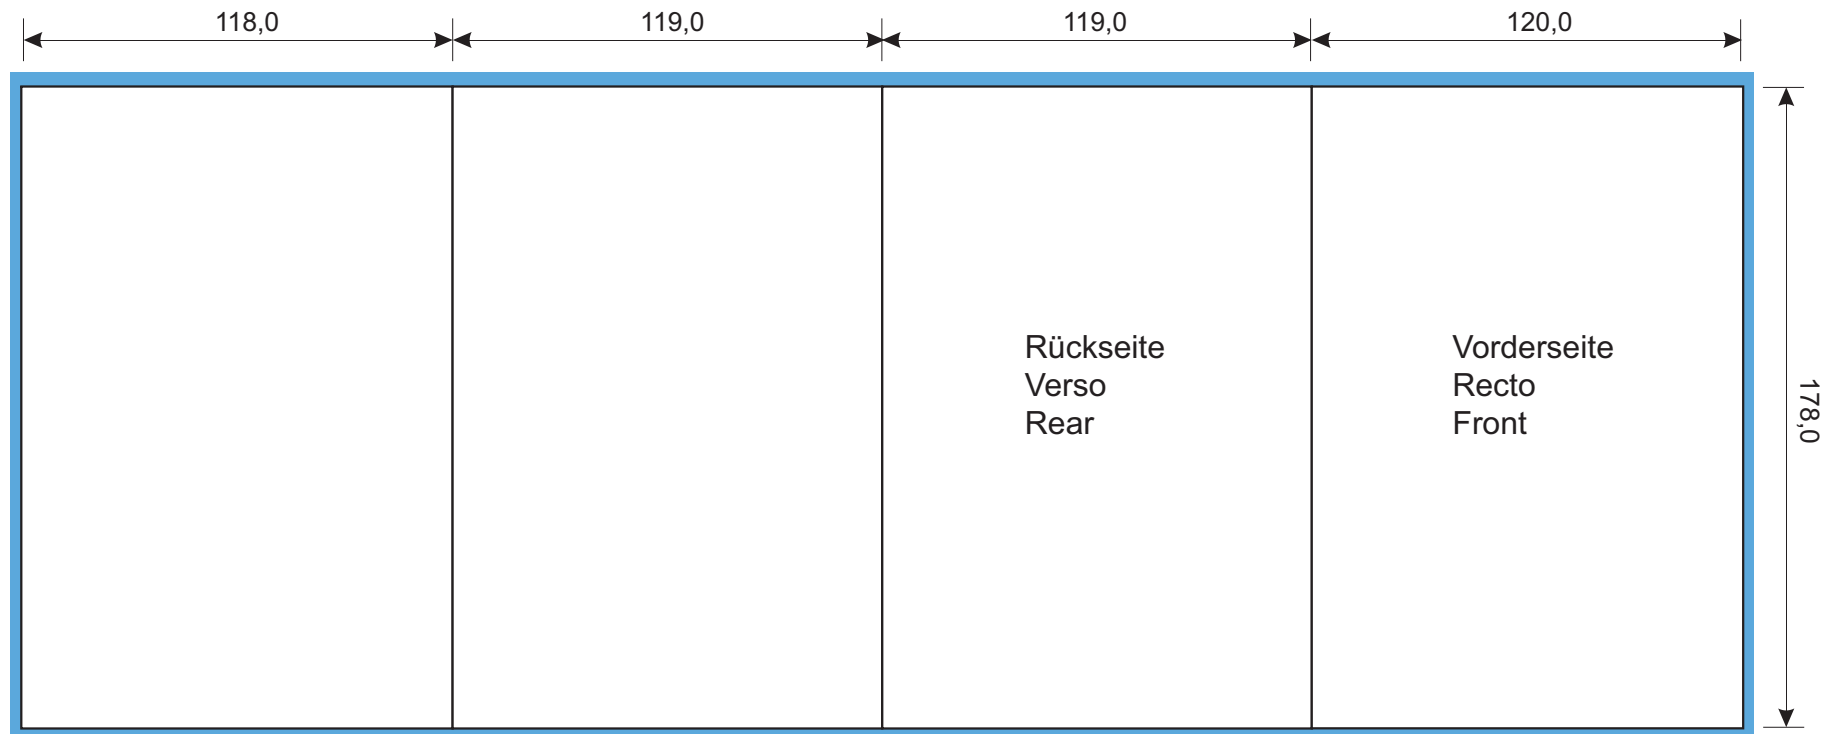 118,0
119,0
119,0
120,0
Rückseite
Verso
Rear
Vorderseite
Recto
Front
178,0